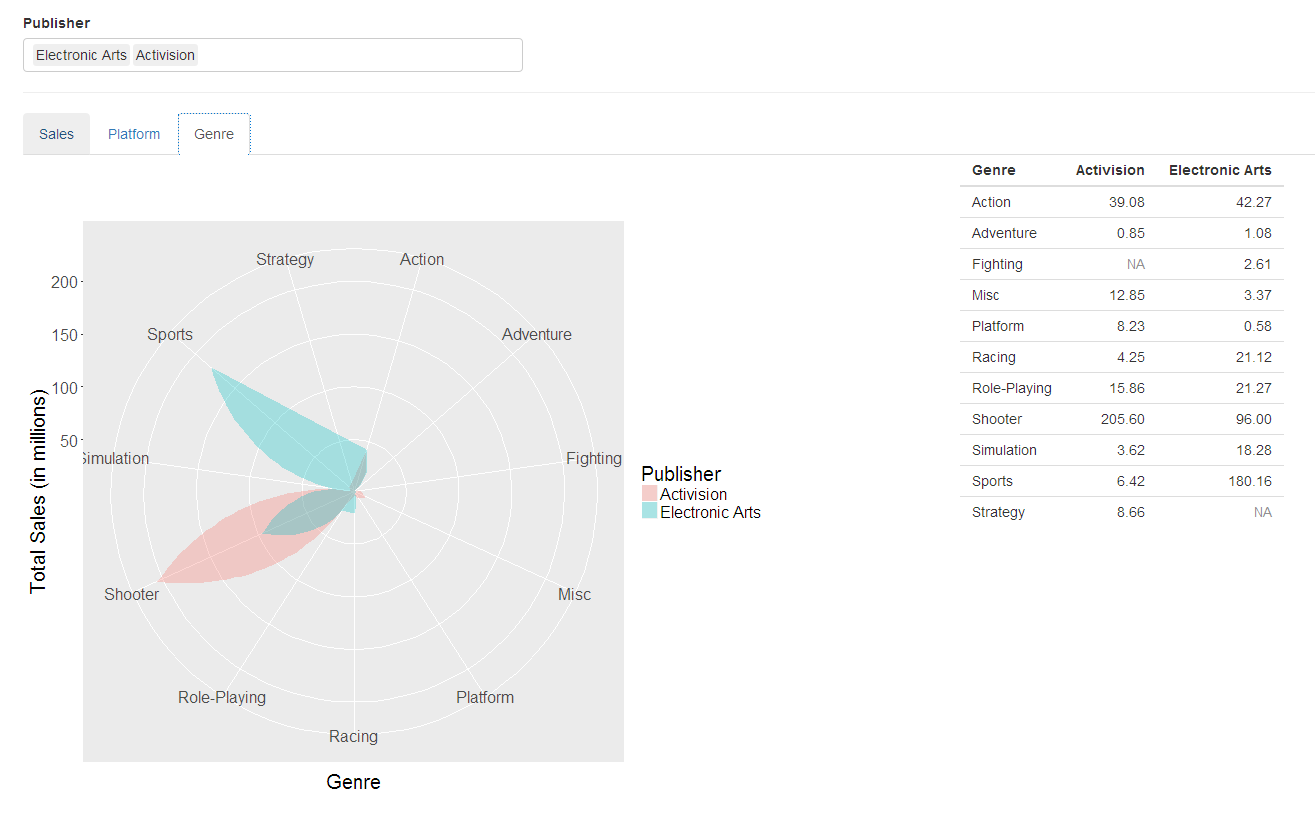 Publisher
Electronic Arts Activision
Sales Platform Genre
Strategy Action
200
Sports Adventure
150
100
50
Simulation Fighting
Shooter Misc
Role-Playing Platform
Racing
Total Sales (in millions)
Genre
Publisher
Activision
Electronic Arts
Genre Activision Electronic Arts
Action 39.08 42.27
Adventure 0.85 1.08
Fighting NA 2.61
Misc 12.85 3.37
Platform 8.23 0.58
Racing 4.25 21.12
Role-Playing 15.86 21.27
Shooter 205.60 96.00
Simulation 3.62 18.28
Sports 6.42 180.16
Strategy 8.66 NA